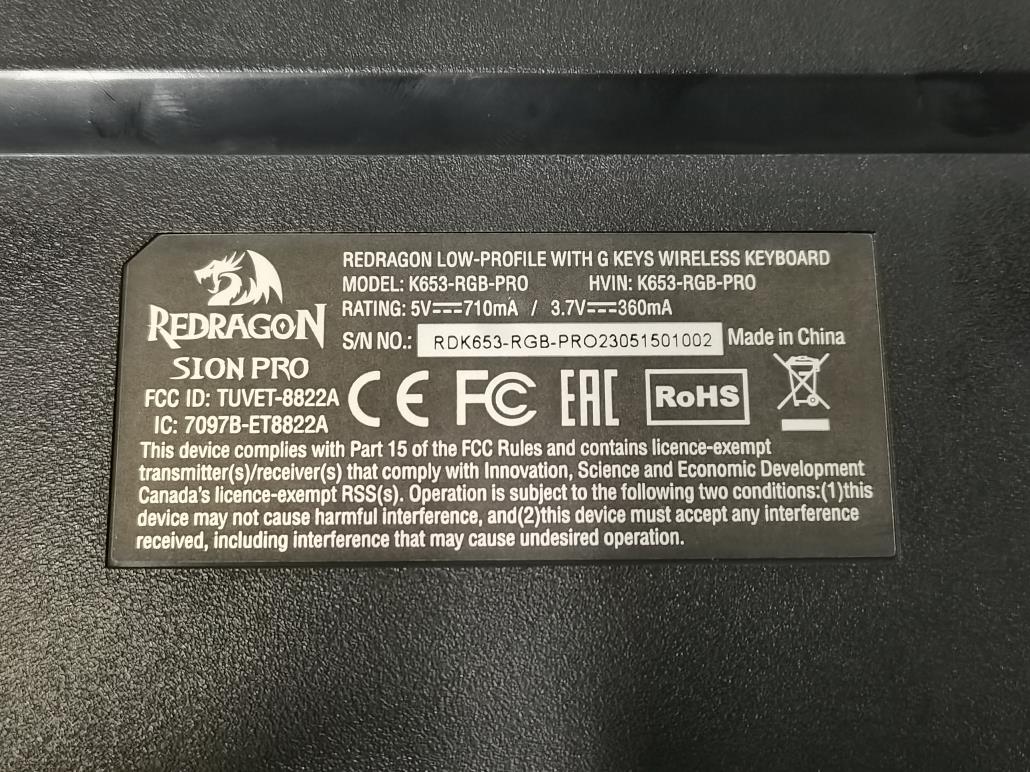 REDRAGON LOW-PROFILE WITH G KEYS WIRELESS KEYBOARD
MODEL: K653-RGB-PRO HVIN: K653-RGB-PRO
RATING: 5V⎓710mA / 3.7V⎓360mA
S/N NO.: RDK653-RGB-PRO23051501002 Made in China
REDRAGON
SION PRO
FCC ID: TUVET-8822A
IC: 7097B-ET8822A
CE FC EAC RoHS
This device complies with Part 15 of the FCC Rules and contains licence-exempt
transmitter(s)/receiver(s) that comply with Innovation, Science and Economic Development
Canada's licence-exempt RSS(s). Operation is subject to the following two conditions:(1)this
device may not cause harmful interference, and(2)this device must accept any interference
received, including interference that may cause undesired operation.